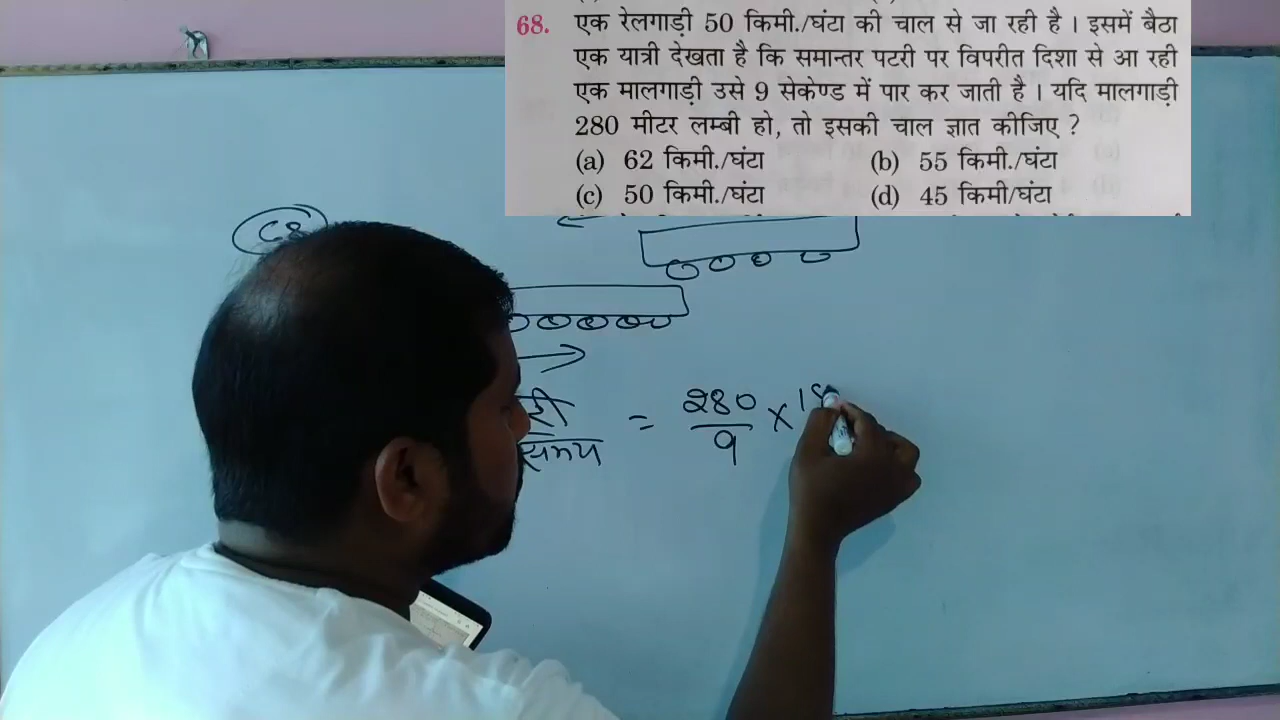 68. एक रेलगाड़ी 50 किमी./घंटा की चाल से जा रही है । इसमें बैठा
एक यात्री देखता है कि समान्तर पटरी पर विपरीत दिशा से आ रही
एक मालगाड़ी उसे 9 सेकेण्ड में पार कर जाती है । यदि मालगाड़ी
280 मीटर लम्बी हो, तो इसकी चाल ज्ञात कीजिए ?
(a) 62 किमी./घंटा (b) 55 किमी./घंटा
(c) 50 किमी./घंटा (d) 45 किमी/घंटा
68
समय
= 280/9 × 18